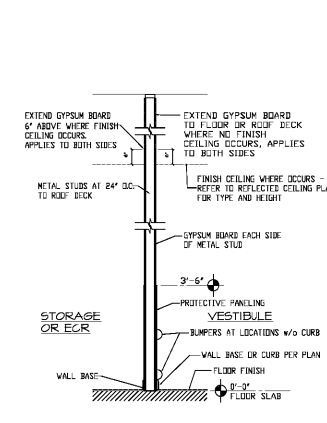 EXTEND GYPSUM BOARD
6" ABOVE WHERE FINISH
CEILING OCCURS.
APPLIES TO BOTH SIDES
EXTEND GYPSUM BOARD
TO FLOOR OR ROOF DECK
WHERE NO FINISH
CEILING OCCURS, APPLIES
TO BOTH SIDES
6"
6"
METAL STUDS AT 24" O.C.
TO ROOF DECK
FINISH CEILING WHERE OCCURS -
REFER TO REFLECTED CEILING PLA
FOR TYPE AND HEIGHT
GYPSUM BOARD EACH SIDE
OF METAL STUD
3'-6"
PROTECTIVE PANELING
STORAGE
OR ECR
VESTIBULE
BUMPERS AT LOCATIONS w/o CURB
WALL BASE OR CURB PER PLAN
WALL BASE
FLOOR FINISH
0'-0"
FLOOR SLAB